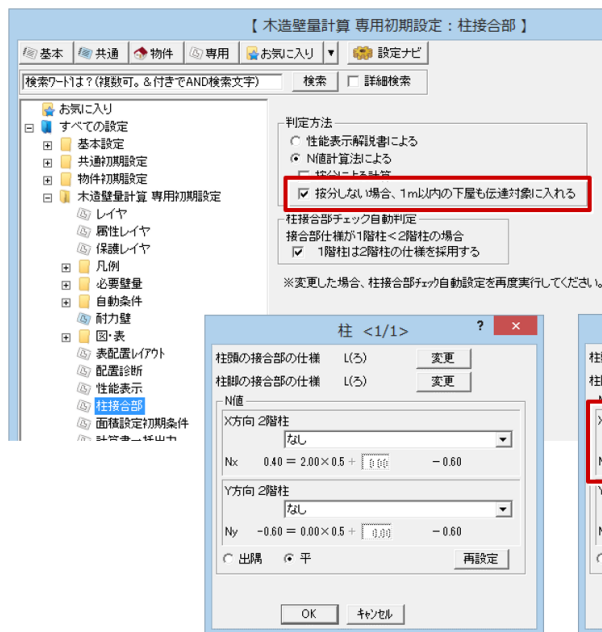 【 木造壁量計算 専用初期設定：柱接合部 】
基本 共通 物件 専用 お気に入り 設定ナビ
検索ワードは？(複数可。＆付きでAND検索文字) 検索 詳細検索
お気に入り
すべての設定
基本設定
共通初期設定
物件初期設定
木造壁量計算 専用初期設定
レイヤ
属性レイヤ
保護レイヤ
凡例
必要壁量
自動条件
耐力壁
図・表
表配置レイアウト
配置診断
性能表示
柱接合部
面積設定初期条件
計算書一括出力
判定方法
性能表示解説書による
N値計算法による
按分による計算
按分しない場合、1m以内の下屋も伝達対象に入れる
柱接合部チェック自動判定
接合部仕様が1階柱＜2階柱の場合
1階柱は2階柱の仕様を採用する
※変更した場合、柱接合部チェック自動設定を再度実行してください。
柱 <1/1> ? ×
柱頭の接合部の仕様 L(ろ) 変更
柱脚の接合部の仕様 L(ろ) 変更
N値
X方向 2階柱
なし
Nx 0.40 = 2.00×0.5 + 0.00 -0.60
Y方向 2階柱
なし
Ny -0.60 = 0.00×0.5 + 0.00 -0.60
出隅 平 再設定
OK キャンセル